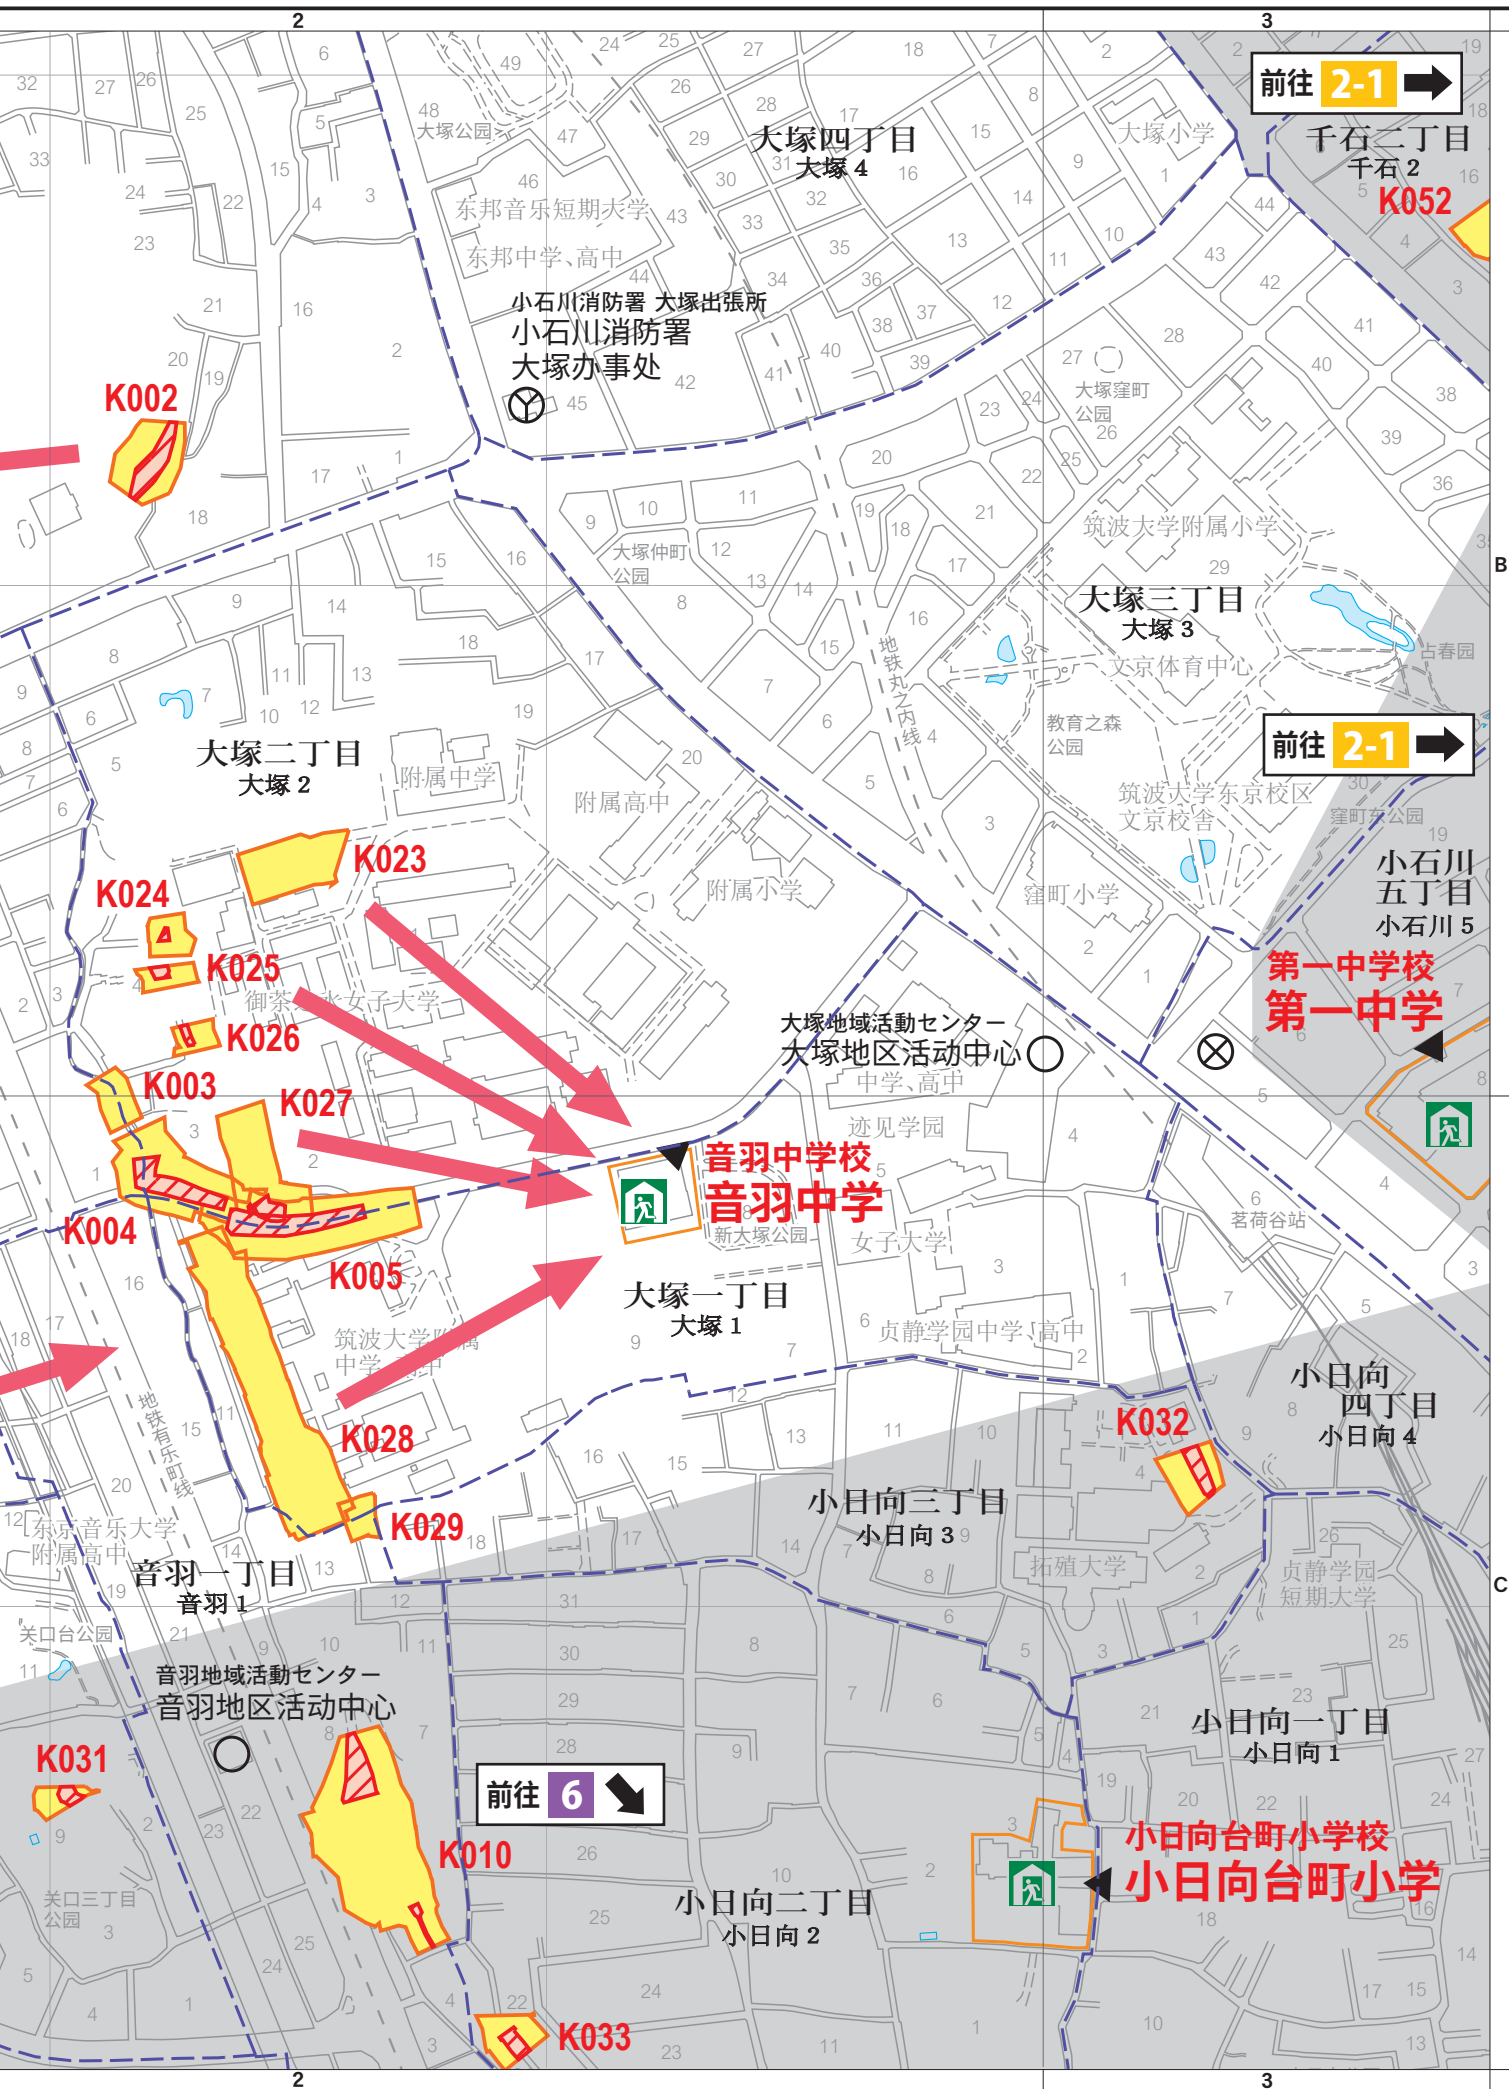 2
3
前往 2-1
千石二丁目
千石 2
K052
大塚公园
大塚四丁目
大塚 4
大塚小学
东邦音乐短期大学
东邦中学、高中
小石川消防署 大塚出張所
小石川消防署
大塚办事处
K002
大塚窪町
公园
大塚仲町
公园
筑波大学附属小学
B
大塚三丁目
大塚 3
文京体育中心
占春园
地铁丸之内线
教育之森
公园
前往 2-1
筑波大学东京校区
文京校舍
窪町东公园
大塚二丁目
大塚 2
附属中学
附属高中
附属小学
窪町小学
小石川
五丁目
小石川 5
K023
K024
K025
御茶之水女子大学
K026
K003
K027
第一中学校
第一中学
大塚地域活動センター
大塚地区活动中心
中学、高中
迹见学园
音羽中学校
音羽中学
新大塚公园
女子大学
茗荷谷站
K004
K005
大塚一丁目
大塚 1
贞静学园中学、高中
筑波大学附属
中学、高中
地铁有乐町线
小日向
四丁目
小日向 4
K032
K028
K029
小日向三丁目
小日向 3
拓殖大学
贞静学园
短期大学
东京音乐大学
附属高中
音羽一丁目
音羽 1
C
关口台公园
音羽地域活動センター
音羽地区活动中心
小日向一丁目
小日向 1
K031
前往 6
K010
小日向台町小学校
小日向台町小学
关口三丁目
公园
小日向二丁目
小日向 2
K033
2
3